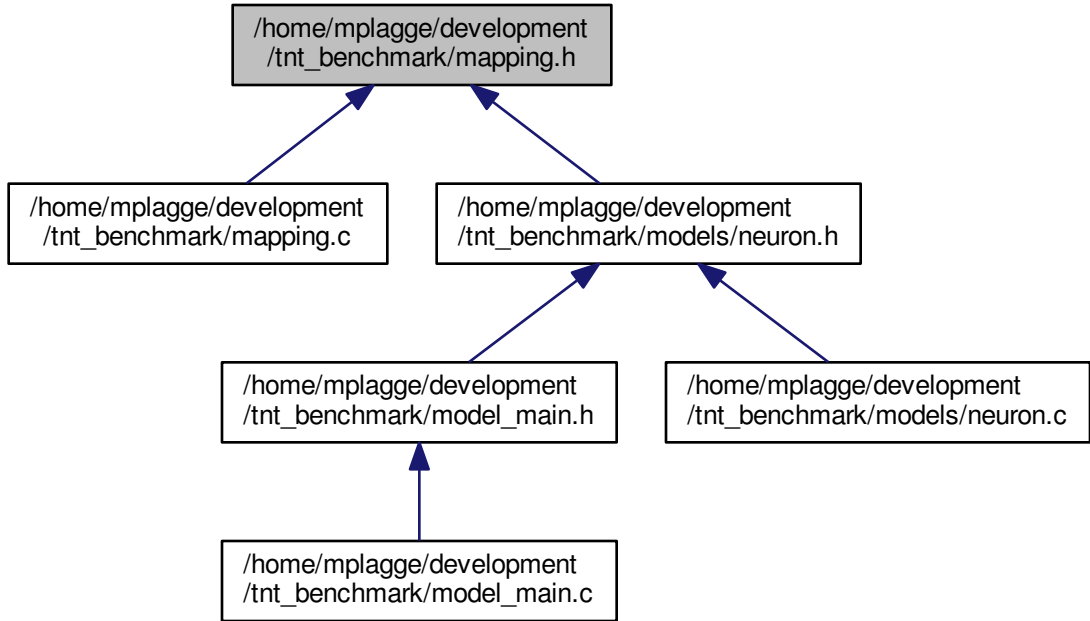 /home/mplagge/development
/tnt_benchmark/mapping.h
/home/mplagge/development
/tnt_benchmark/mapping.c
/home/mplagge/development
/tnt_benchmark/models/neuron.h
/home/mplagge/development
/tnt_benchmark/model_main.h
/home/mplagge/development
/tnt_benchmark/models/neuron.c
/home/mplagge/development
/tnt_benchmark/model_main.c